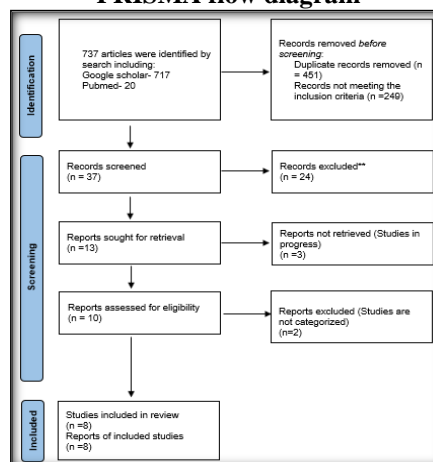 PRISMA flow diagram
Identification
737 articles were identified by
search including:
Google scholar- 717
Pubmed- 20
Records removed before
screening:
Duplicate records removed (n
= 451)
Records not meeting the
inclusion criteria (n =249)
Screening
Records screened
(n = 37)
Records excluded**
(n = 24)
Reports sought for retrieval
(n =13)
Reports not retrieved (Studies in
progress)
(n =3)
Reports assessed for eligibility
(n = 10)
Reports excluded (Studies are
not categorized)
(n=2)
Included
Studies included in review
(n =8)
Reports of included studies
(n =8)